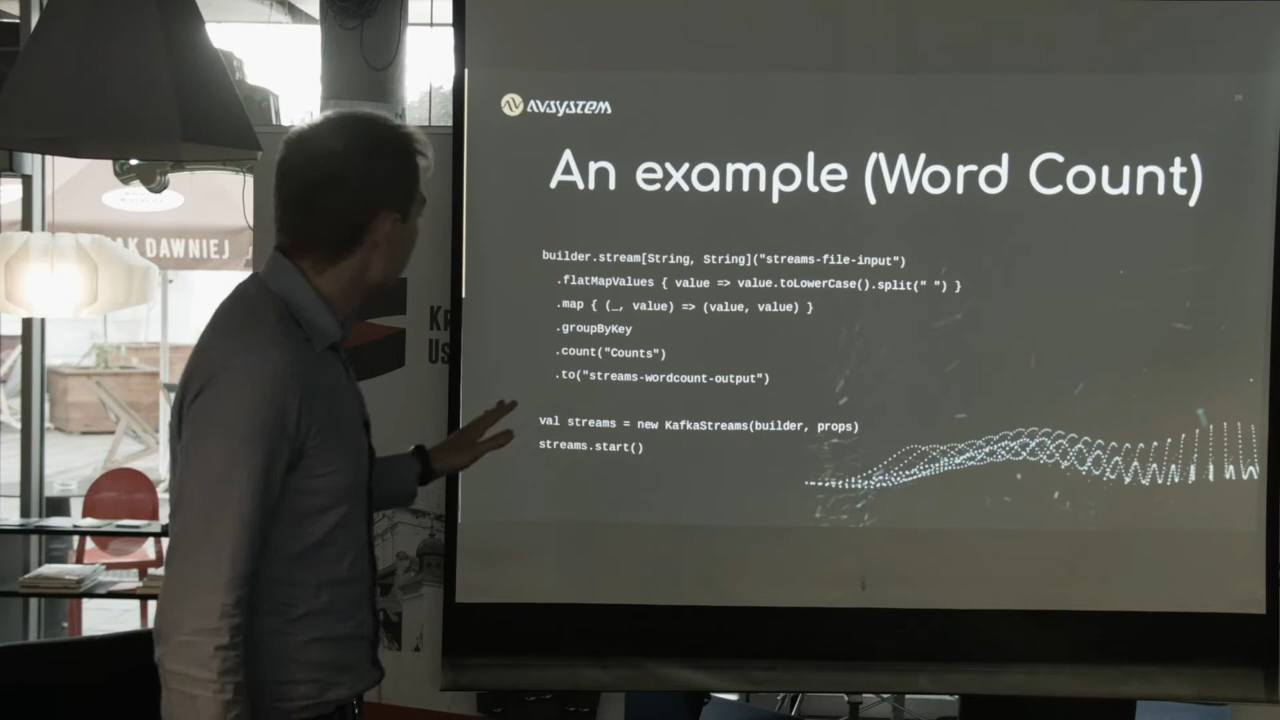 AVSYSTEM
An example (Word Count)
builder.stream[String, String]("streams-file-input")
.flatMapValues { value => value.toLowerCase().split(" ") }
.map { (_, value) => (value, value) }
.groupByKey
.count("Counts")
.to("streams-wordcount-output")
val streams = new KafkaStreams(builder, props)
streams.start()
AK DAWNIEJ